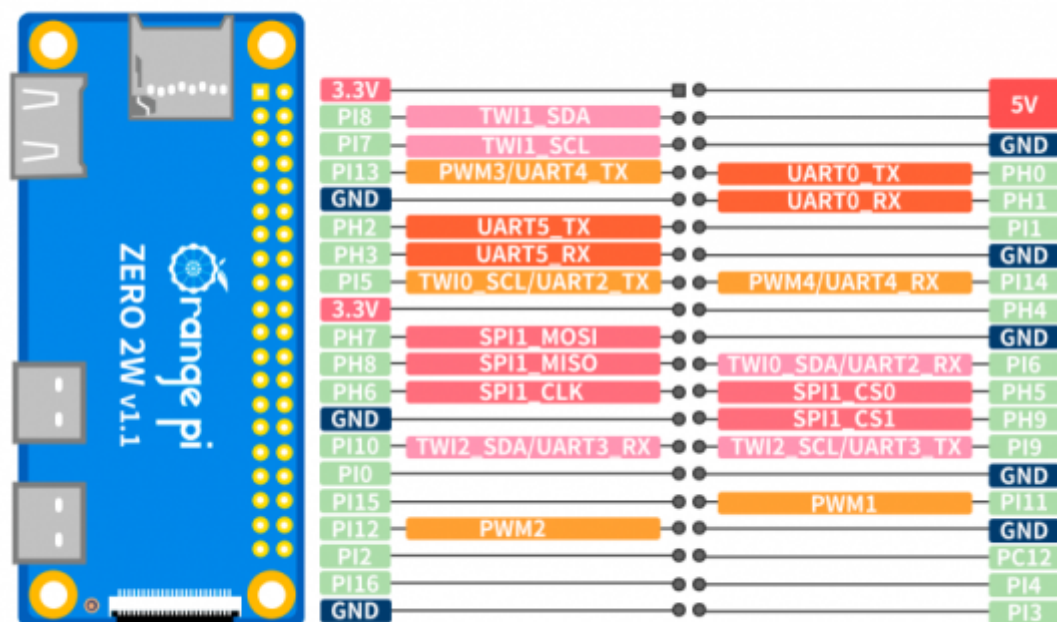 ZERO 2W v1.1
Orange pi
3.3V 5V
PI8 TWI1_SDA
PI7 TWI1_SCL GND
PI13 PWM3/UART4_TX UART0_TX PH0
GND UART0_RX PH1
PH2 UART5_TX PI1
PH3 UART5_RX GND
PI5 TWI0_SCL/UART2_TX PWM4/UART4_RX PI14
3.3V PH4
PH7 SPI1_MOSI GND
PH8 SPI1_MISO TWI0_SDA/UART2_RX PI6
PH6 SPI1_CLK SPI1_CS0 PH5
GND SPI1_CS1 PH9
PI10 TWI2_SDA/UART3_RX TWI2_SCL/UART3_TX PI9
PI0 GND
PI15 PWM1 PI11
PI12 PWM2 GND
PI2 PC12
PI16 PI4
GND PI3